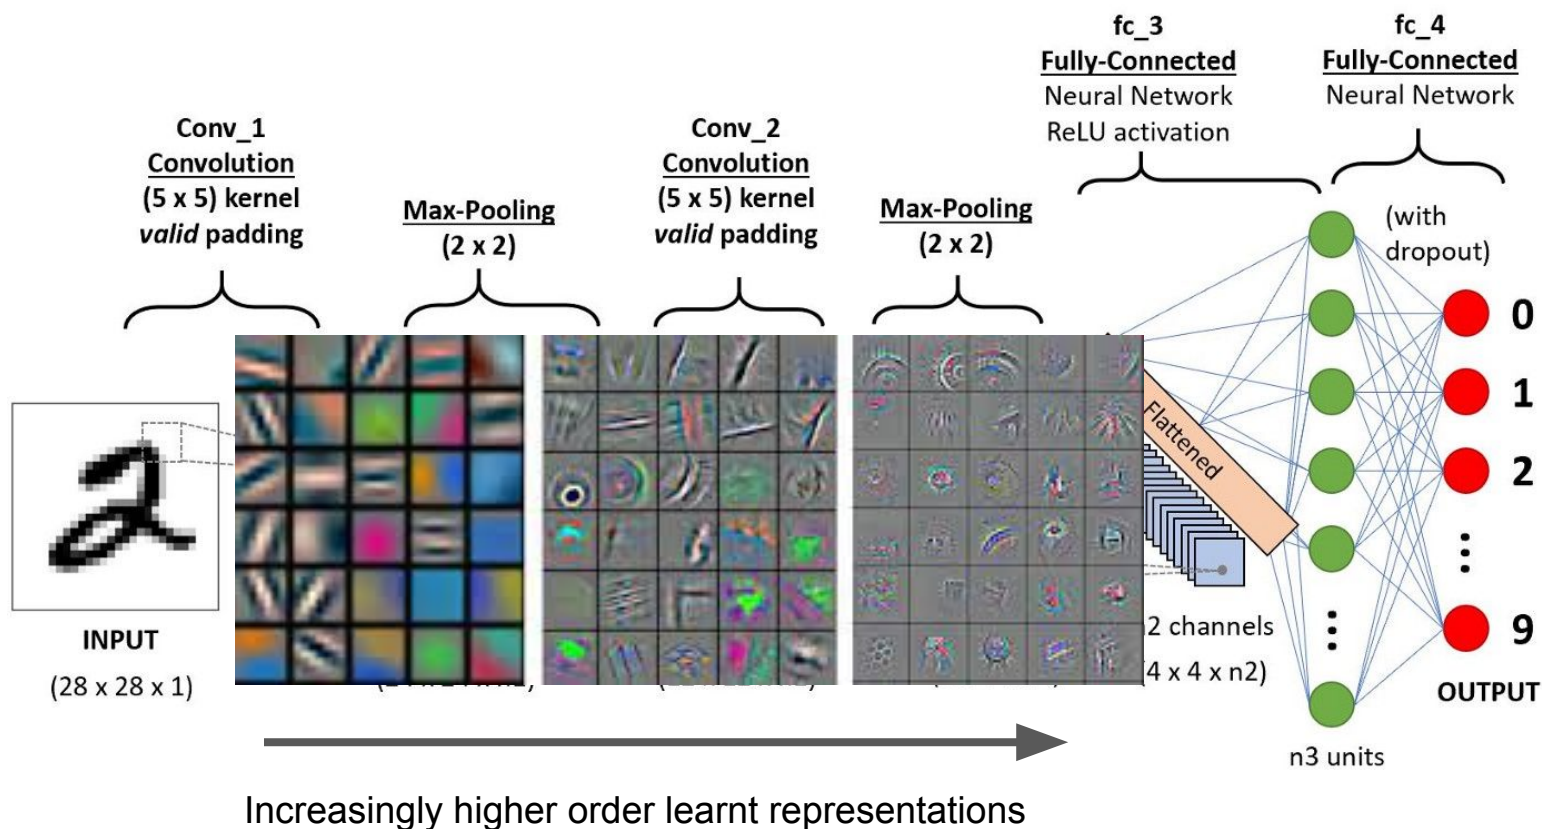 fc_3
Fully-Connected
Neural Network
ReLU activation
fc_4
Fully-Connected
Neural Network
Conv_1
Convolution
(5 x 5) kernel
valid padding
Max-Pooling
(2 x 2)
Conv_2
Convolution
(5 x 5) kernel
valid padding
Max-Pooling
(2 x 2)
(with
dropout)
0
1
2
9
Flattened
INPUT
(28 x 28 x 1)
channels
(4 x 4 x n2)
OUTPUT
n3 units
Increasingly higher order learnt representations